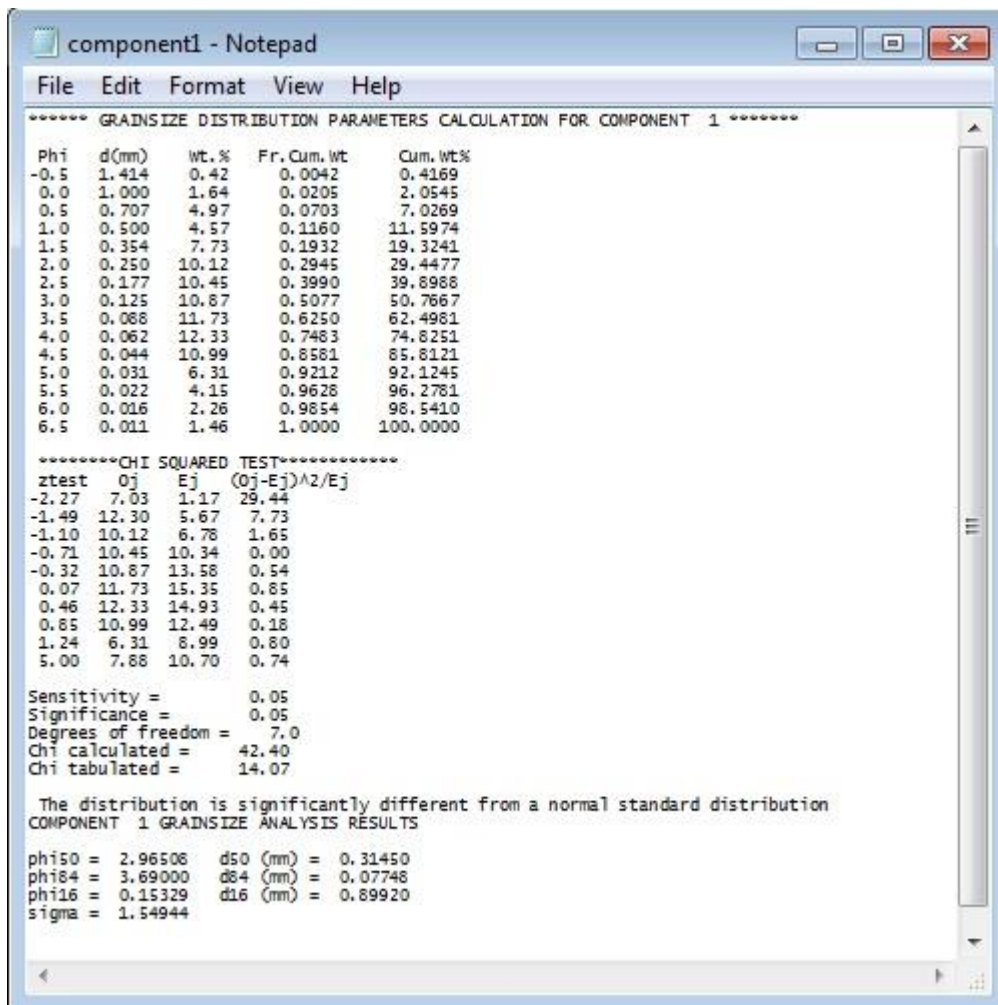 component1 - Notepad
File Edit Format View Help
****** GRAINSIZE DISTRIBUTION PARAMETERS CALCULATION FOR COMPONENT 1 *******
Phi d(mm) Wt.% Fr.Cum.Wt Cum.Wt%
-0.5 1.414 0.42 0.0042 0.4169
0.0 1.000 1.64 0.0205 2.0545
0.5 0.707 4.97 0.0703 7.0269
1.0 0.500 4.57 0.1160 11.5974
1.5 0.354 7.73 0.1932 19.3241
2.0 0.250 10.12 0.2945 29.4477
2.5 0.177 10.45 0.3990 39.8988
3.0 0.125 10.87 0.5077 50.7667
3.5 0.088 11.73 0.6250 62.4981
4.0 0.062 12.33 0.7483 74.8251
4.5 0.044 10.99 0.8581 85.8121
5.0 0.031 6.31 0.9212 92.1245
5.5 0.022 4.15 0.9628 96.2781
6.0 0.016 2.26 0.9854 98.5410
6.5 0.011 1.46 1.0000 100.0000
********CHI SQUARED TEST************
ztest Oj Ej (Oj-Ej)^2/Ej
-2.27 7.03 1.17 29.44
-1.49 12.30 5.67 7.73
-1.10 10.12 6.78 1.65
-0.71 10.45 10.34 0.00
-0.32 10.87 13.58 0.54
0.07 11.73 15.35 0.85
0.46 12.33 14.93 0.45
0.85 10.99 12.49 0.18
1.24 6.31 8.99 0.80
5.00 7.88 10.70 0.74
Sensitivity = 0.05
Significance = 0.05
Degrees of freedom = 7.0
Chi calculated = 42.40
Chi tabulated = 14.07
The distribution is significantly different from a normal standard distribution
COMPONENT 1 GRAINSIZE ANALYSIS RESULTS
phi50 = 2.96508 d50 (mm) = 0.31450
phi84 = 3.69000 d84 (mm) = 0.07748
phi16 = 0.15329 d16 (mm) = 0.89920
sigma = 1.54944